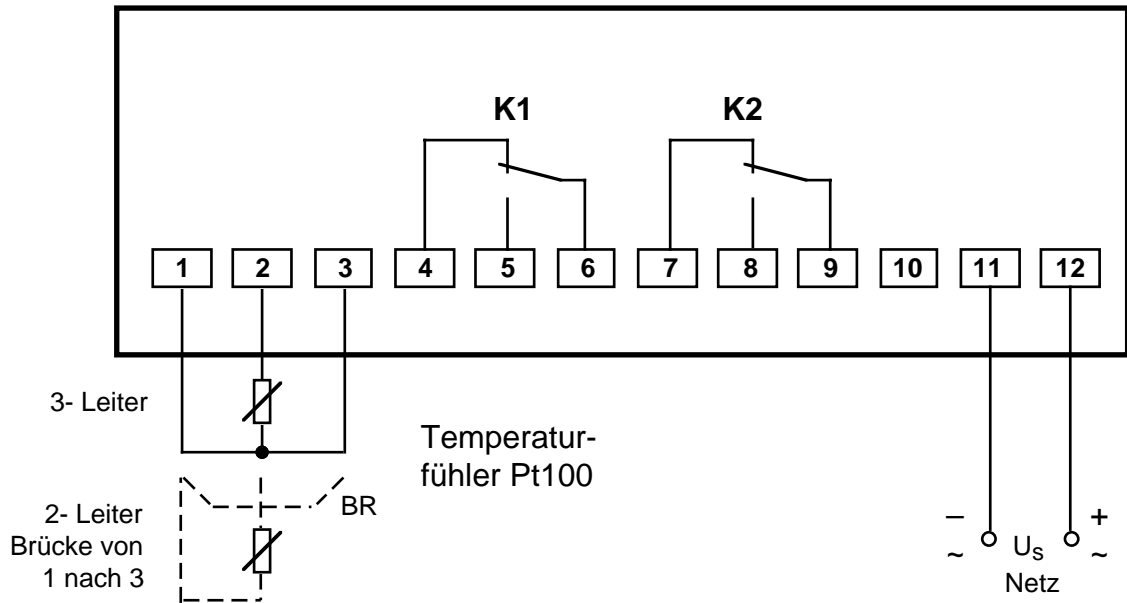 K1
K2
1 2 3 4 5 6 7 8 9 10 11 12
3- Leiter
Temperatur-
fühler Pt100
2- Leiter
Brücke von
1 nach 3
BR
– +
~ Us ~
Netz